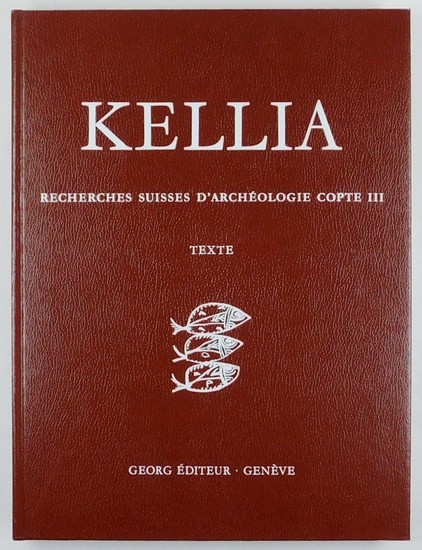 KELLIA
RECHERCHES SUISSES D'ARCHÉOLOGIE COPTE III
TEXTE
GEORG ÉDITEUR · GENÈVE